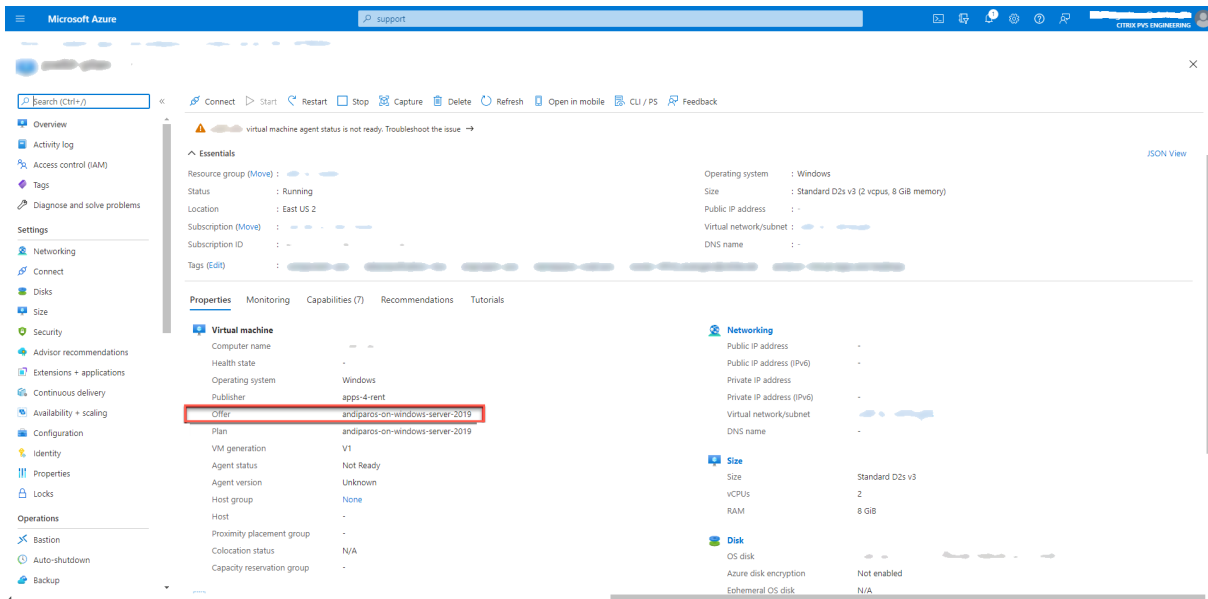 Microsoft Azure
support
1
CITRIX PVS ENGINEERING
Search (Ctrl+/)
Connect
Start
Restart
Stop
Capture
Delete
Refresh
Open in mobile
CLI / PS
Feedback
virtual machine agent status is not ready. Troubleshoot the issue →
Overview
Activity log
Access control (IAM)
Tags
Diagnose and solve problems
Settings
Networking
Connect
Disks
Size
Security
Advisor recommendations
Extensions + applications
Continuous delivery
Availability + scaling
Configuration
Identity
Properties
Locks
Operations
Bastion
Auto-shutdown
Backup
Essentials
JSON View
Resource group (Move) :
Status : Running
Location : East US 2
Subscription (Move) :
Subscription ID :
Tags (Edit) :
Operating system : Windows
Size : Standard D2s v3 (2 vcpus, 8 GiB memory)
Public IP address : -
Virtual network/subnet :
DNS name : -
Properties Monitoring Capabilities (7) Recommendations Tutorials
Virtual machine
Computer name
Health state -
Operating system Windows
Publisher apps-4-rent
Offer andiparos-on-windows-server-2019
Plan andiparos-on-windows-server-2019
VM generation V1
Agent status Not Ready
Agent version Unknown
Host group None
Host -
Proximity placement group -
Colocation status N/A
Capacity reservation group -
Networking
Public IP address -
Public IP address (IPv6) -
Private IP address
Private IP address (IPv6) -
Virtual network/subnet
DNS name -
Size
Size Standard D2s v3
vCPUs 2
RAM 8 GiB
Disk
OS disk
Azure disk encryption Not enabled
Ephemeral OS disk N/A